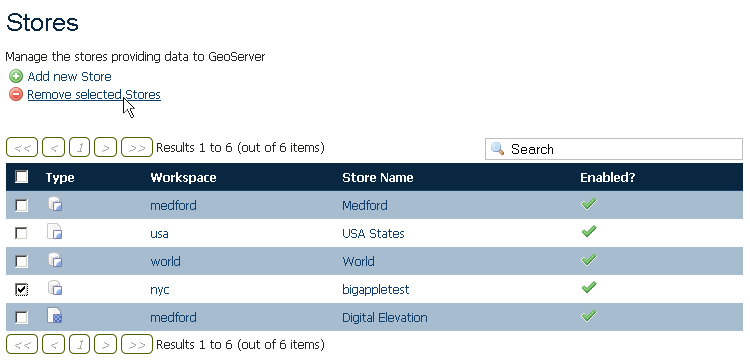 Stores
Manage the stores providing data to GeoServer
Add new Store
Remove selected Stores
<< < 1 > >> Results 1 to 6 (out of 6 items) Search
Type Workspace Store Name Enabled?
medford Medford
usa USA States
world World
nyc bigappletest
medford Digital Elevation
<< < 1 > >> Results 1 to 6 (out of 6 items)